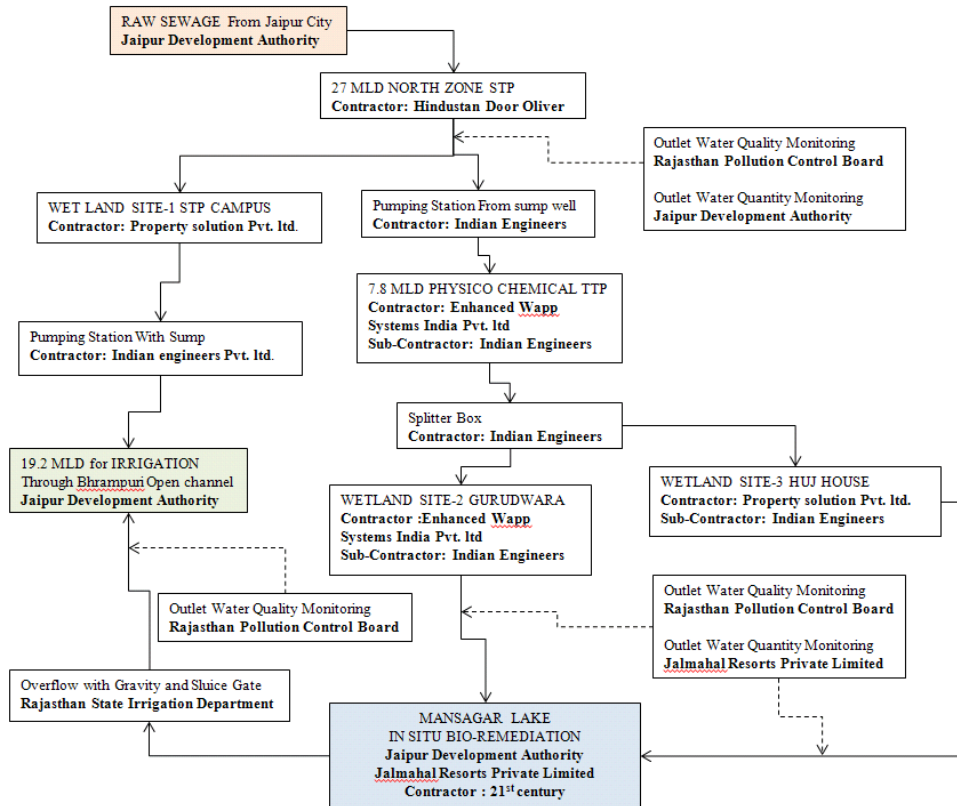 RAW SEWAGE From Jaipur City
Jaipur Development Authority
27 MLD NORTH ZONE STP
Contractor: Hindustan Door Oliver
Outlet Water Quality Monitoring
Rajasthan Pollution Control Board
Outlet Water Quantity Monitoring
Jaipur Development Authority
WET LAND SITE-1 STP CAMPUS
Contractor: Property solution Pvt. ltd.
Pumping Station From sump well
Contractor: Indian Engineers
7.8 MLD PHYSICO CHEMICAL TTP
Contractor: Enhanced Wapp
Systems India Pvt. ltd
Sub-Contractor: Indian Engineers
Pumping Station With Sump
Contractor: Indian engineers Pvt. ltd.
Splitter Box
Contractor: Indian Engineers
19.2 MLD for IRRIGATION
Through Bhrampuri Open channel
Jaipur Development Authority
WETLAND SITE-2 GURUDWARA
Contractor :Enhanced Wapp
Systems India Pvt. ltd
Sub-Contractor: Indian Engineers
WETLAND SITE-3 HUJ HOUSE
Contractor: Property solution Pvt. ltd.
Sub-Contractor: Indian Engineers
Outlet Water Quality Monitoring
Rajasthan Pollution Control Board
Outlet Water Quality Monitoring
Rajasthan Pollution Control Board
Outlet Water Quantity Monitoring
Jalmahal Resorts Private Limited
Overflow with Gravity and Sluice Gate
Rajasthan State Irrigation Department
MANSAGAR LAKE
IN SITU BIO-REMEDIATION
Jaipur Development Authority
Jalmahal Resorts Private Limited
Contractor : 21st century